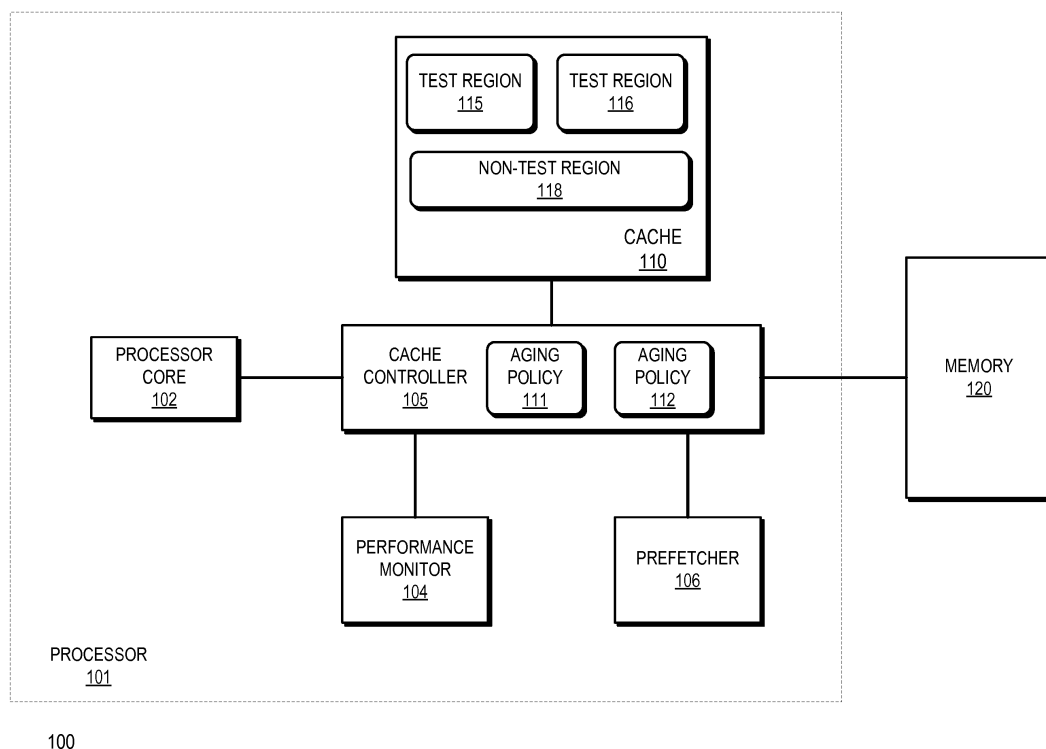 TEST REGION
115
TEST REGION
116
NON-TEST REGION
118
CACHE
110
PROCESSOR
CORE
102
CACHE
CONTROLLER
105
AGING
POLICY
111
AGING
POLICY
112
MEMORY
120
PERFORMANCE
MONITOR
104
PREFETCHER
106
PROCESSOR
101
100